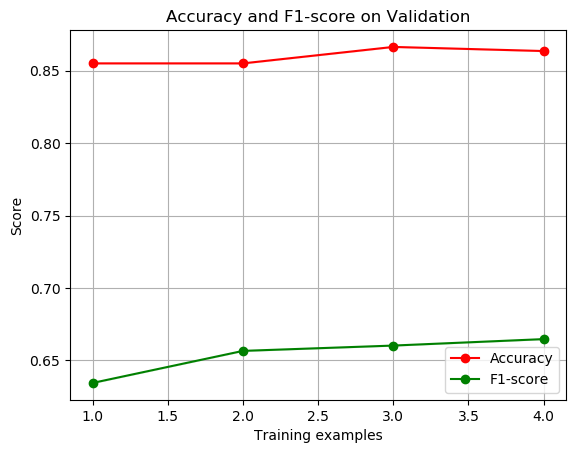 Accuracy and F1-score on Validation
0.85
0.80
0.75
0.70
0.65
Score
1.0 1.5 2.0 2.5 3.0 3.5 4.0
Training examples
Accuracy
F1-score